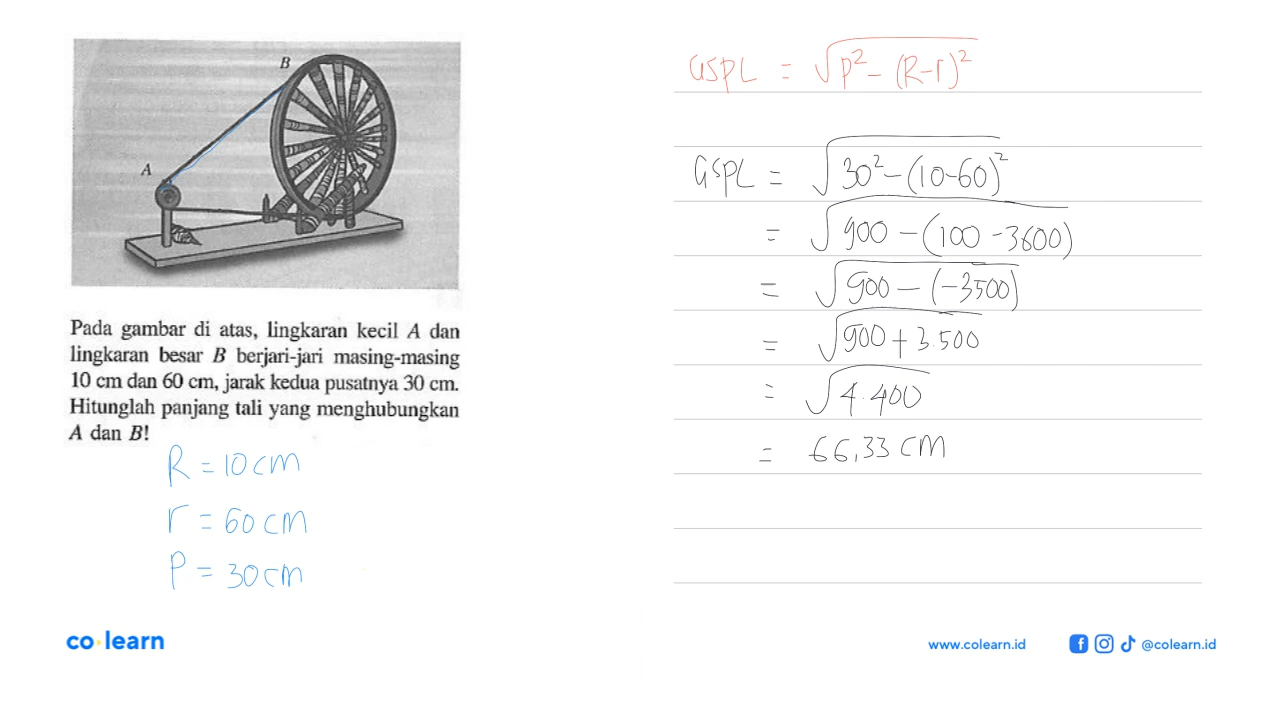 B
A
Pada gambar di atas, lingkaran kecil A dan
lingkaran besar B berjari-jari masing-masing
10 cm dan 60 cm, jarak kedua pusatnya 30 cm.
Hitunglah panjang tali yang menghubungkan
A dan B!
R = 10 cm
r = 60 cm
P = 30 cm
GSPL = √P² - (R-r)²
GSPL = √30² - (10-60)²
= √900 - (100 - 3600)
= √900 - (-3500)
= √900 + 3.500
= √4.400
= 66,33 cm
co·learn
www.colearn.id
@colearn.id